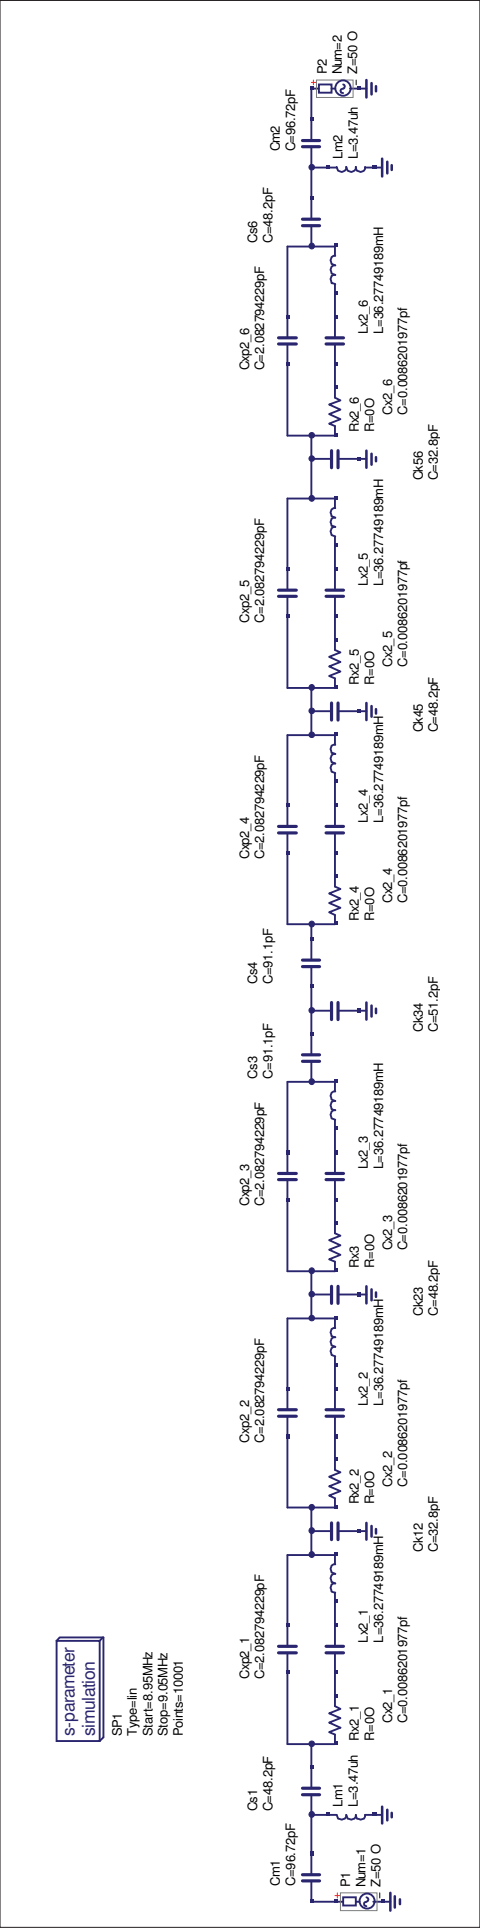 s-parameter
simulation
SP1
Type=lin
Start=8.95MHz
Stop=9.05MHz
Points=10001
P1
Num=1
Z=50 O
Cm1
C=96.72pF
Lm1
L=3.47uh
Cs1
C=48.2pF
Cxp2_1
C=2.082794229pF
Rx2_1
R=0O
Cx2_1
C=0.0086201977pf
Lx2_1
L=36.27749189mH
Ck12
C=32.8pF
Cxp2_2
C=2.082794229pF
Rx2_2
R=0O
Cx2_2
C=0.0086201977pf
Lx2_2
L=36.27749189mH
Ck23
C=48.2pF
Cxp2_3
C=2.082794229pF
Rx3
R=0O
Cx2_3
C=0.0086201977pf
Lx2_3
L=36.27749189mH
Cs3
C=91.1pF
Ck34
C=51.2pF
Cs4
C=91.1pF
Cxp2_4
C=2.082794229pF
Rx2_4
R=0O
Cx2_4
C=0.0086201977pf
Lx2_4
L=36.27749189mH
Ck45
C=48.2pF
Cxp2_5
C=2.082794229pF
Rx2_5
R=0O
Cx2_5
C=0.0086201977pf
Lx2_5
L=36.27749189mH
Ck56
C=32.8pF
Cxp2_6
C=2.082794229pF
Rx2_6
R=0O
Cx2_6
C=0.0086201977pf
Lx2_6
L=36.27749189mH
Cs6
C=48.2pF
Lm2
L=3.47uh
Cm2
C=96.72pF
P2
Num=2
Z=50 O